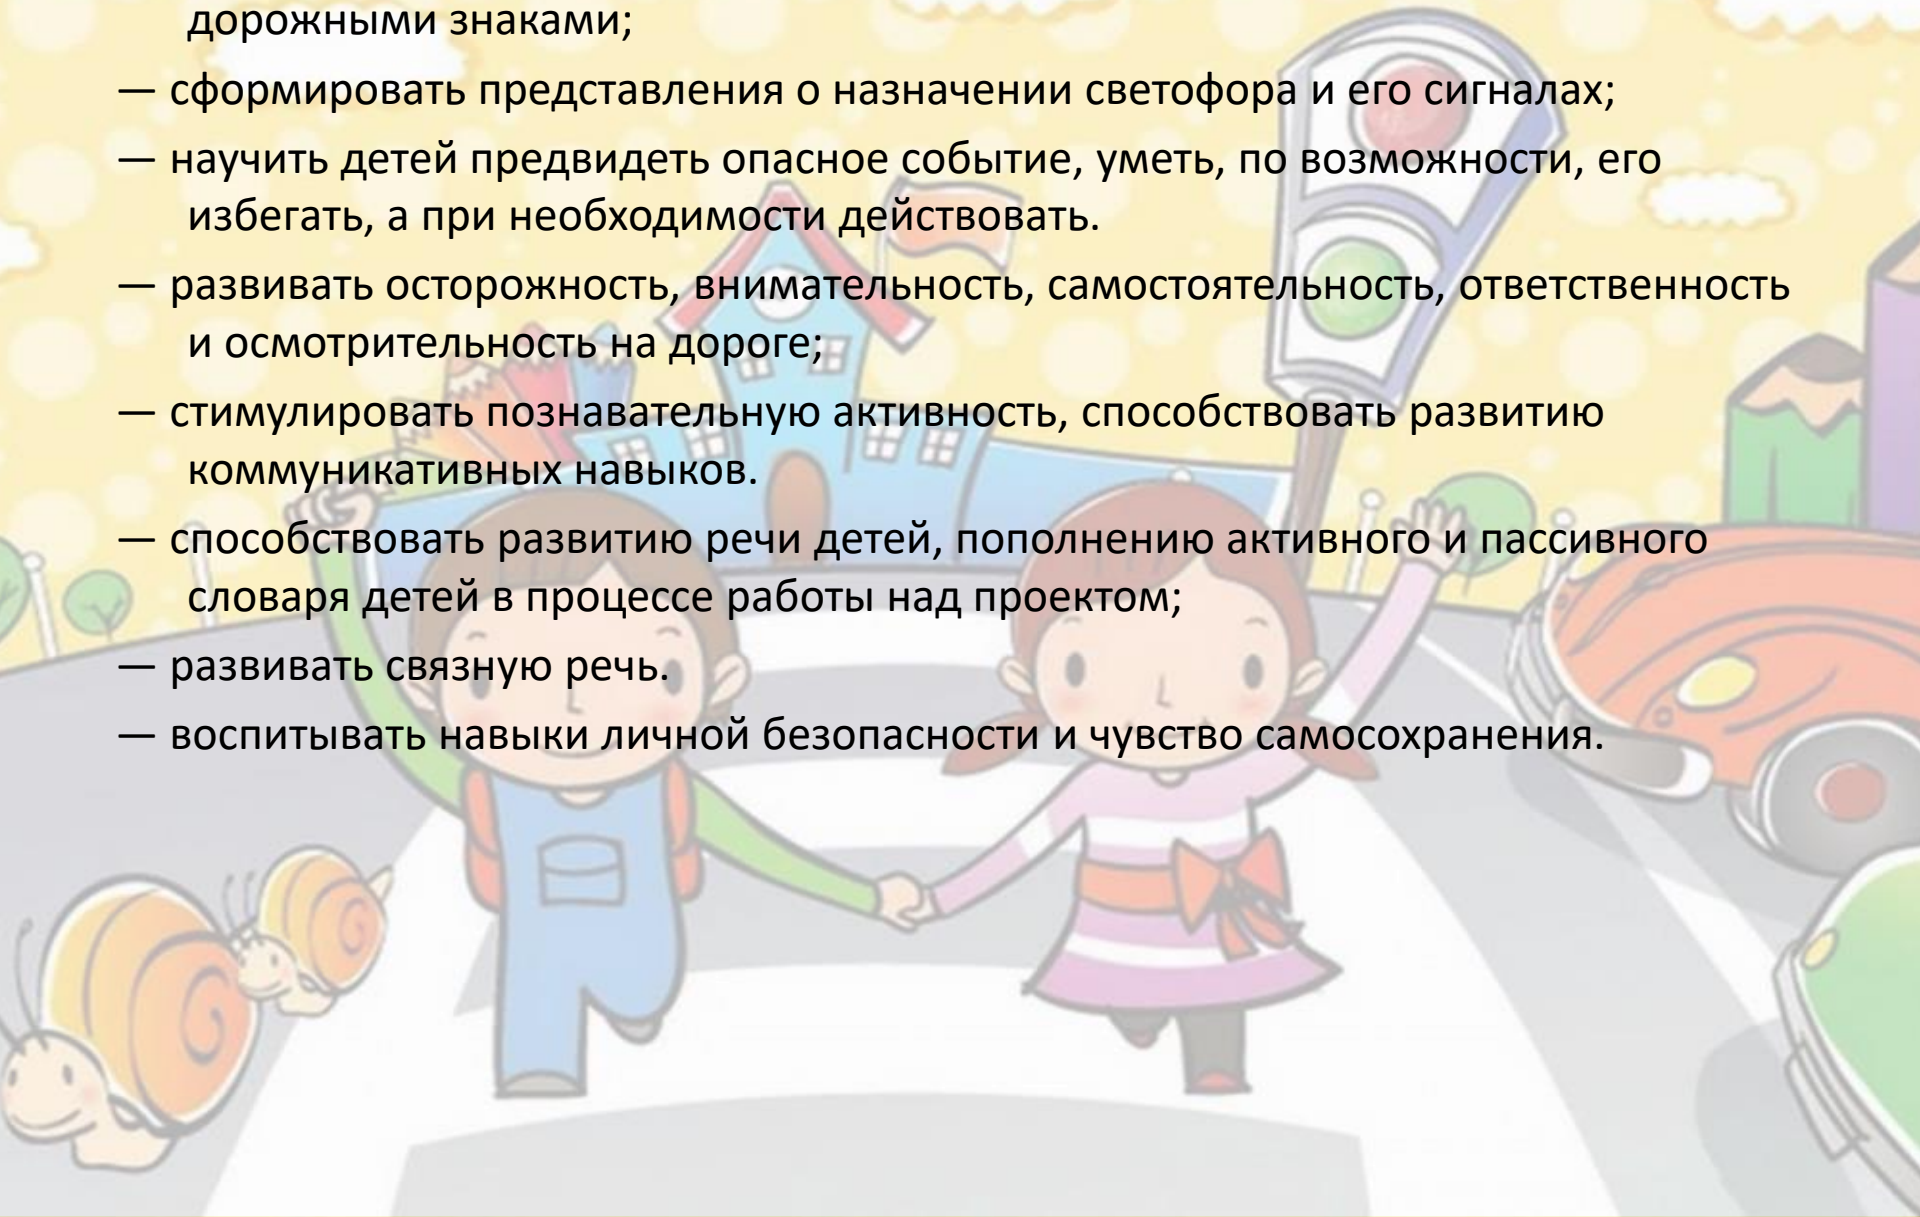 дорожными знаками;
— сформировать представления о назначении светофора и его сигналах;
— научить детей предвидеть опасное событие, уметь, по возможности, его
избегать, а при необходимости действовать.
— развивать осторожность, внимательность, самостоятельность, ответственность
и осмотрительность на дороге;
— стимулировать познавательную активность, способствовать развитию
коммуникативных навыков.
— способствовать развитию речи детей, пополнению активного и пассивного
словаря детей в процессе работы над проектом;
— развивать связную речь.
— воспитывать навыки личной безопасности и чувство самосохранения.